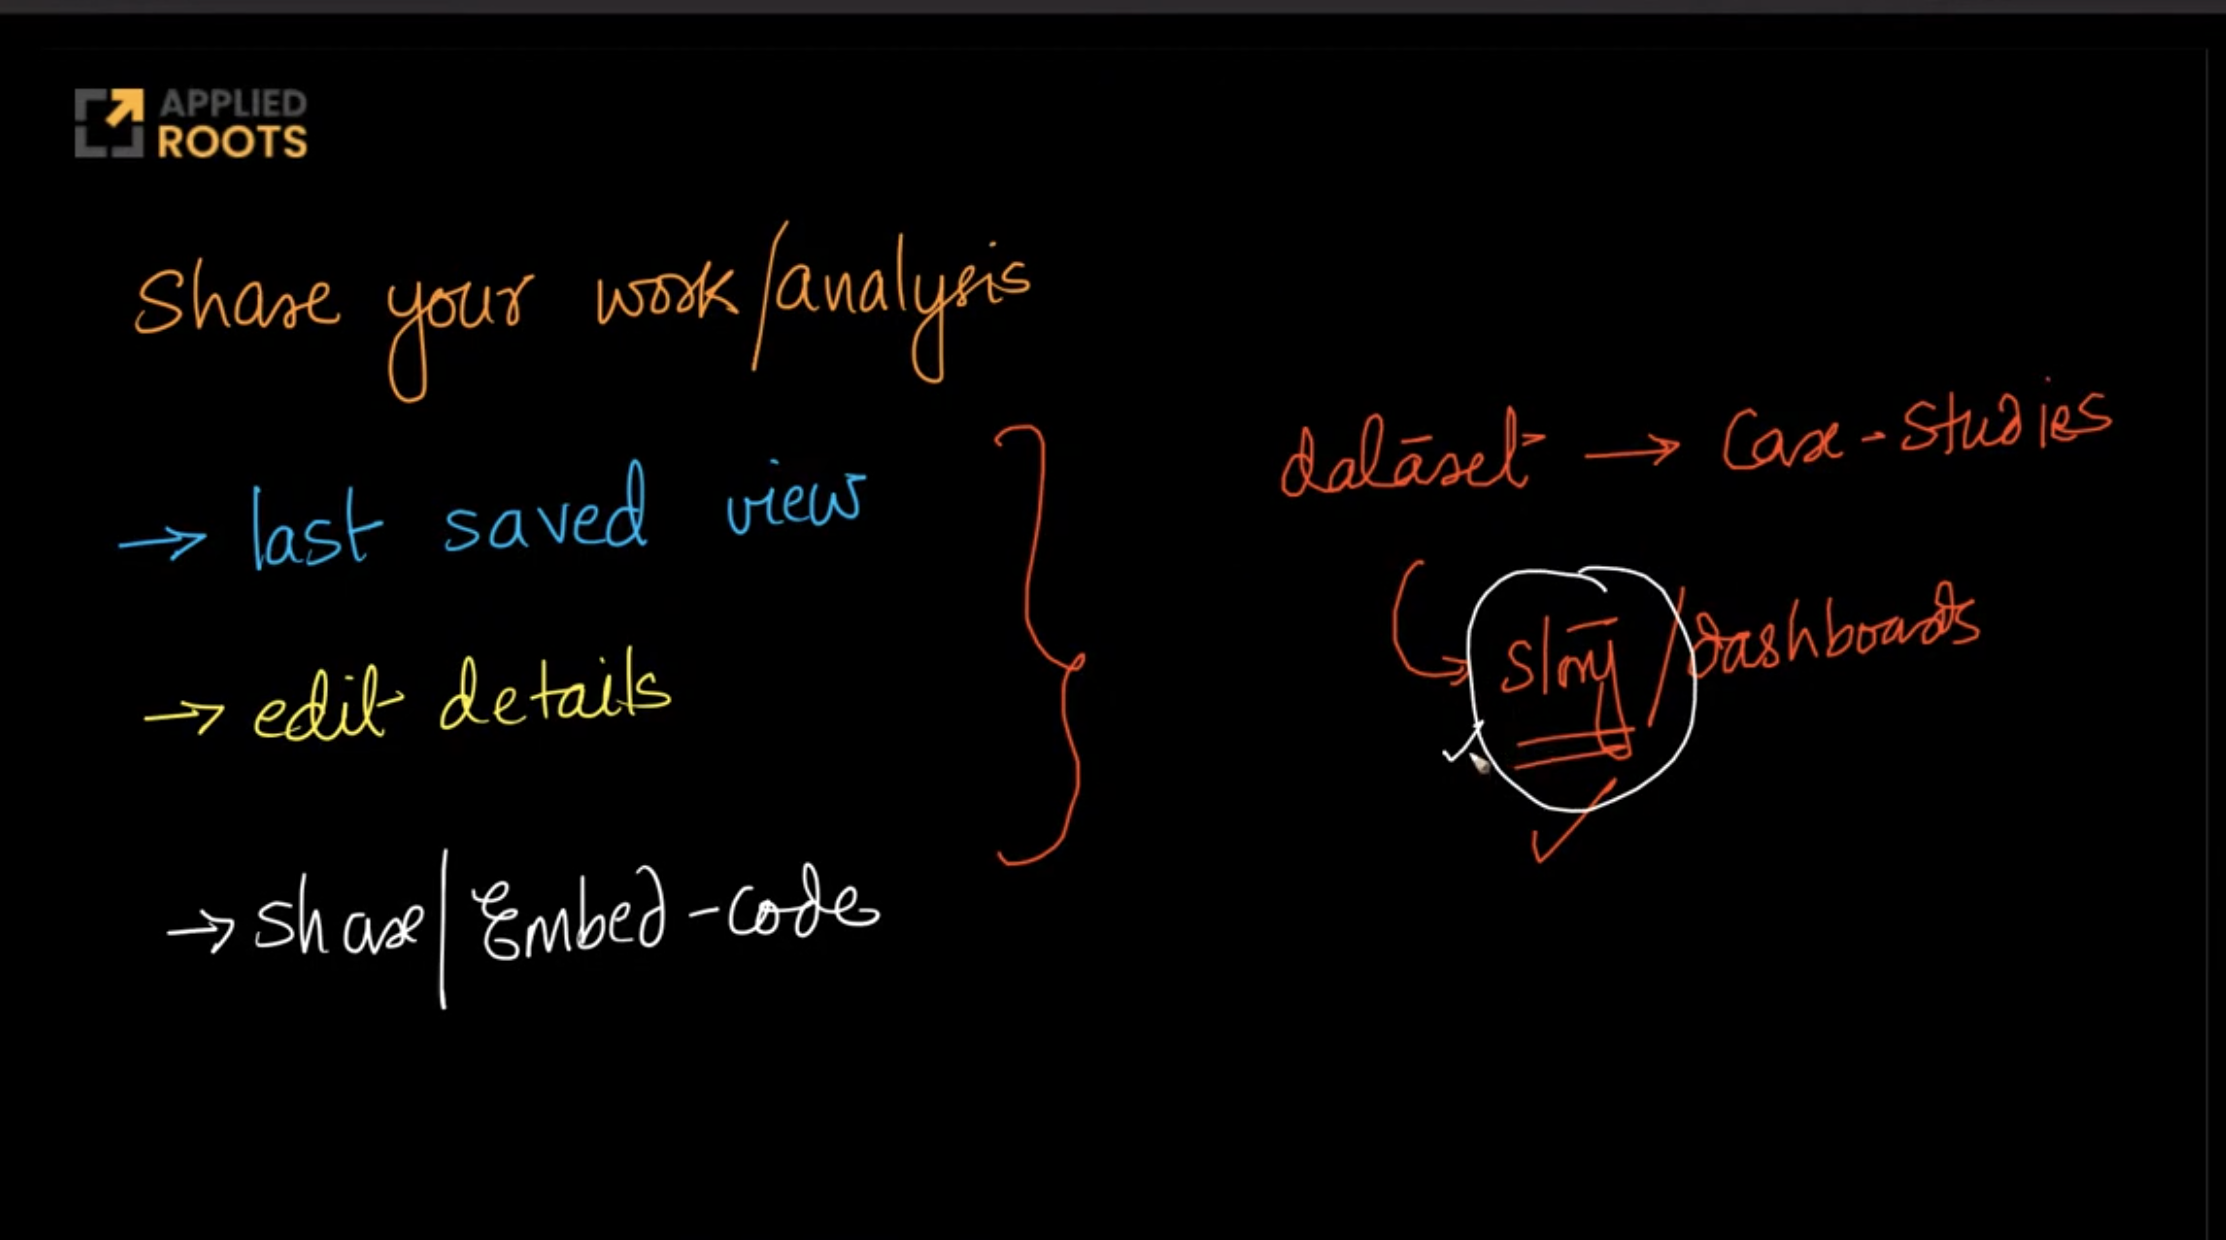 APPLIED
ROOTS
Share your work/analysis
→ last saved view
→ edit details
→ share | Embed-code
dataset → Case-studies
story / dashboards